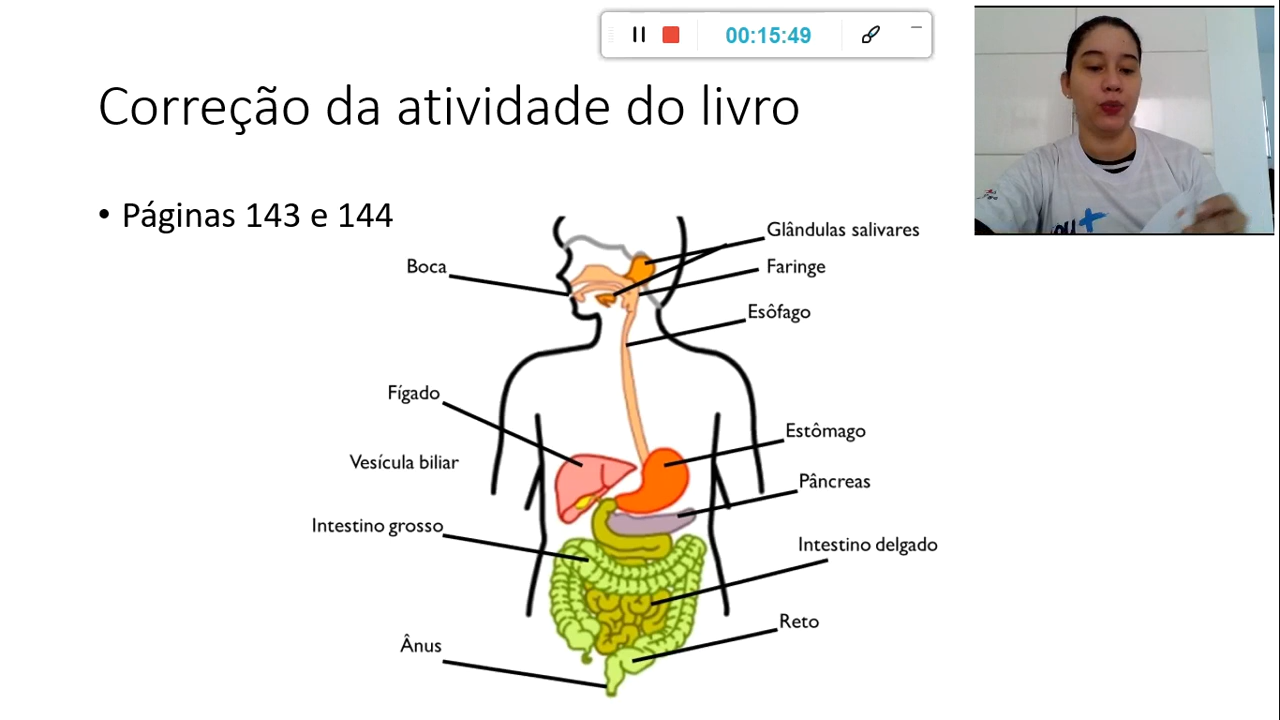 00:15:49
Correção da atividade do livro
• Páginas 143 e 144
Glândulas salivares
Boca
Faringe
Esôfago
Fígado
Estômago
Vesícula biliar
Pâncreas
Intestino grosso
Intestino delgado
Reto
Ânus